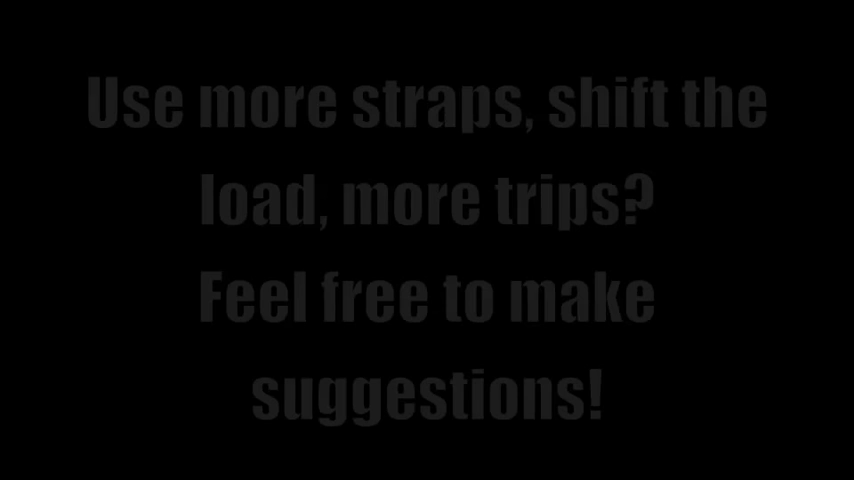 Use more straps, shift the
load, more trips?
Feel free to make
suggestions!